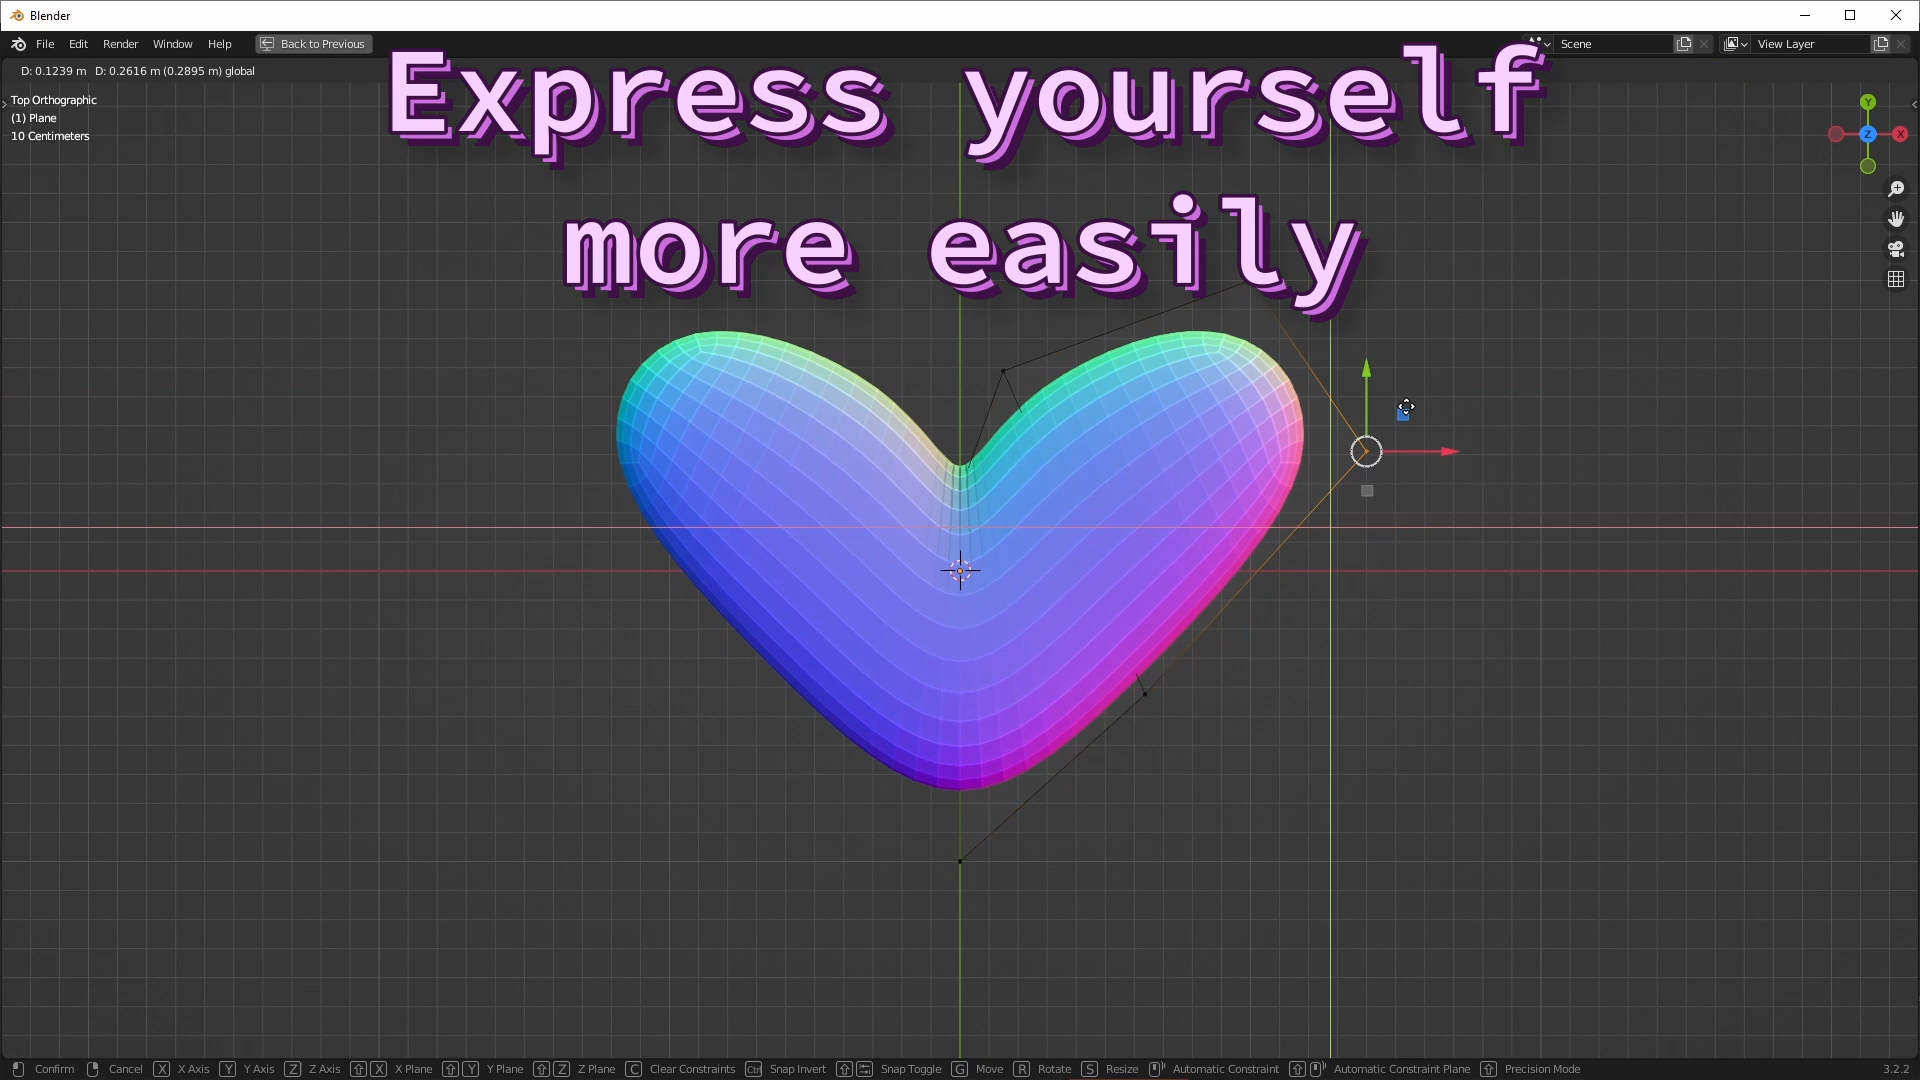 Blender
File Edit Render Window Help Back to Previous Scene View Layer
D: 0.1239 m D: 0.2616 m (0.2895 m) global
Express yourself
more easily
Top Orthographic
(1) Plane
10 Centimeters
Y
Z X
Confirm Cancel X X Axis Y Y Axis Z Z Axis X X Plane Y Y Plane Z Z Plane C Clear Constraints Ctrl Snap Invert Snap Toggle G Move R Rotate S Resize Automatic Constraint Automatic Constraint Plane Precision Mode 3.2.2